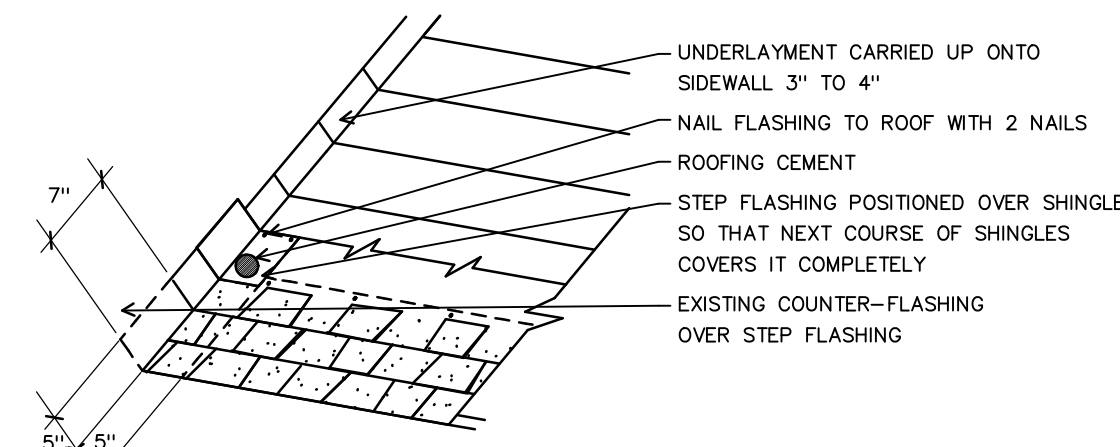 UNDERLAYMENT CARRIED UP ONTO
SIDEWALL 3" TO 4"
NAIL FLASHING TO ROOF WITH 2 NAILS
ROOFING CEMENT
STEP FLASHING POSITIONED OVER SHINGLE
SO THAT NEXT COURSE OF SHINGLES
COVERS IT COMPLETELY
EXISTING COUNTER-FLASHING
OVER STEP FLASHING
7"
5" 5"